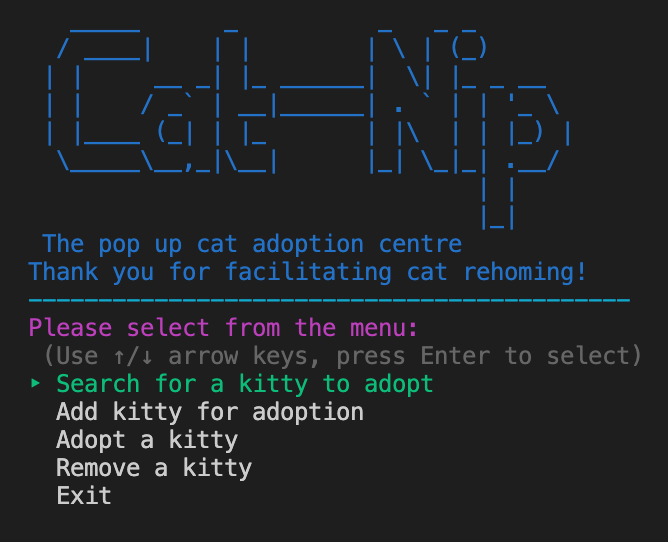 Cat-Nip
The pop up cat adoption centre
Thank you for facilitating cat rehoming!
Please select from the menu:
(Use ↑/↓ arrow keys, press Enter to select)
‣ Search for a kitty to adopt
Add kitty for adoption
Adopt a kitty
Remove a kitty
Exit